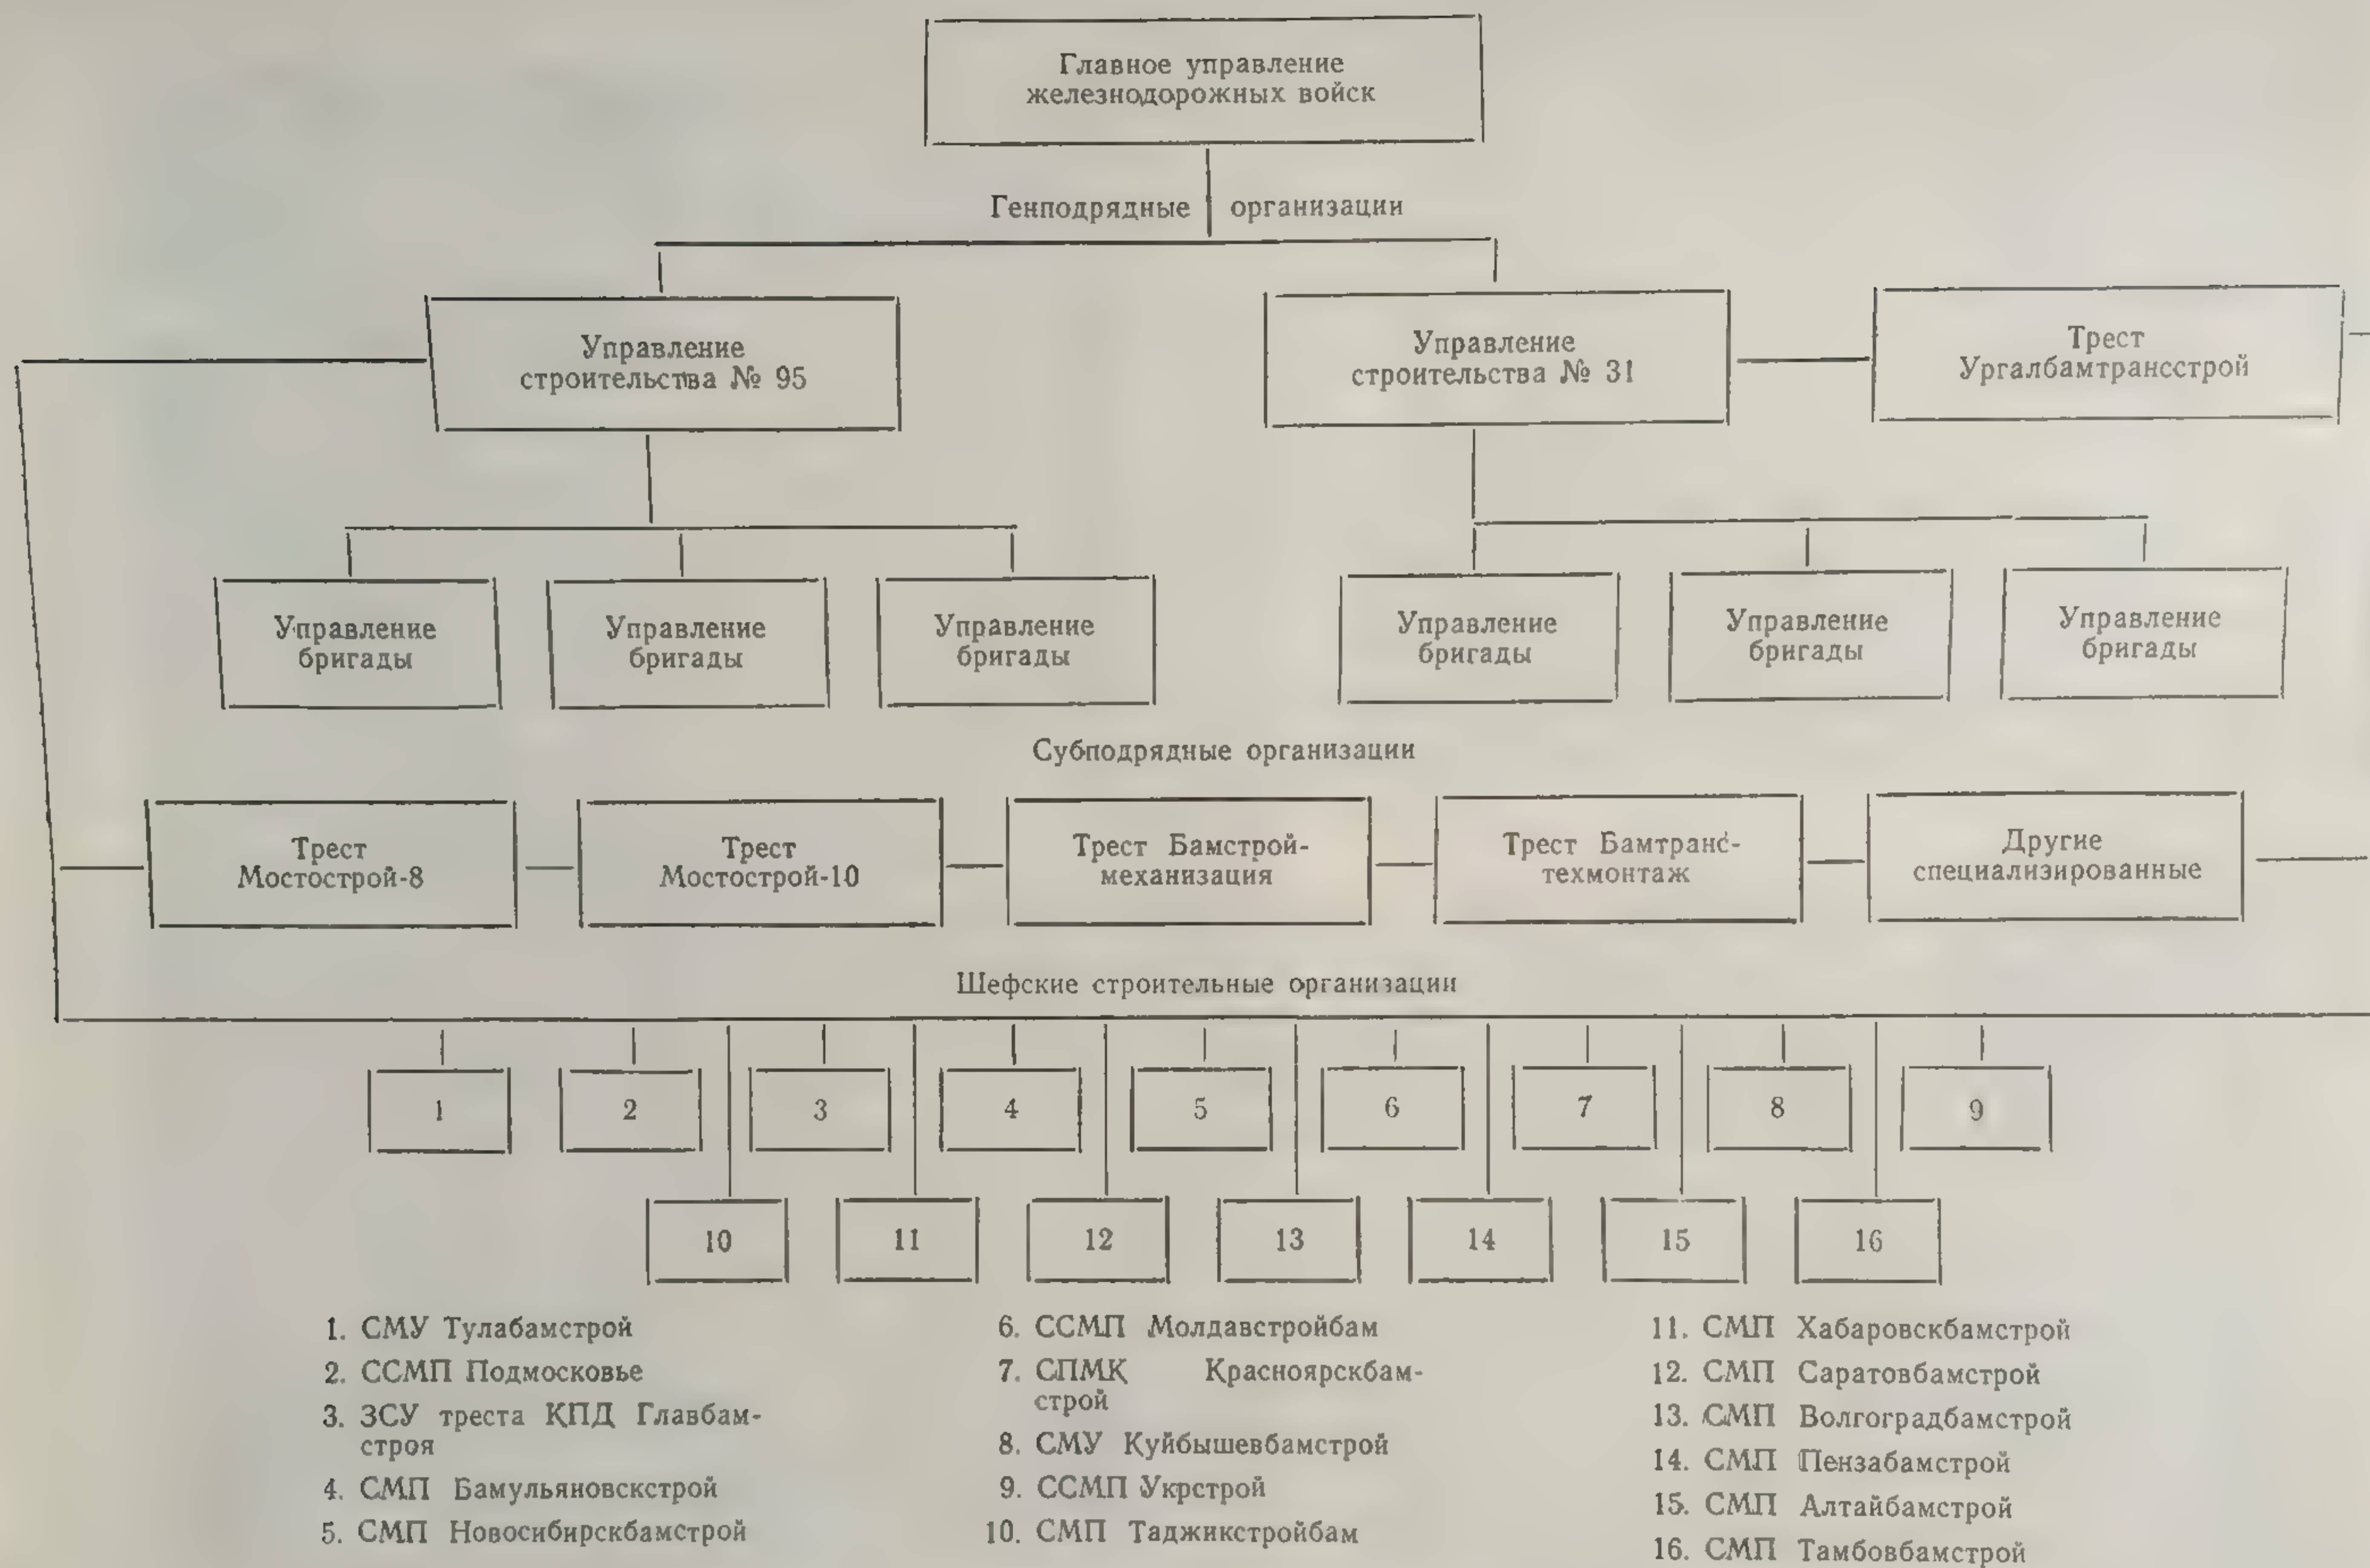 Главное управление
железнодорожных войск
Генподрядные организации
Управление
строительства № 95
Управление
строительства № 31
Трест
Ургалбамтрансстрой
Управление
бригады
Управление
бригады
Управление
бригады
Управление
бригады
Управление
бригады
Управление
бригады
Субподрядные организации
Трест
Мостострой-8
Трест
Мостострой-10
Трест Бамстрой-
механизация
Трест Бамтранс-
техмонтаж
Другие
специализированные
Шефские строительные организации
1
2
3
4
5
6
7
8
9
10
11
12
13
14
15
16
1. СМУ Тулабамстрой
2. ССМП Подмосковье
3. ЗСУ треста КПД Главбам-
строя
4. СМП Бамульяновскстрой
5. СМП Новосибирскбамстрой
6. ССМП Молдавстройбам
7. СПМК Красноярскбам-
строй
8. СМУ Куйбышевбамстрой
9. ССМП Укрстрой
10. СМП Таджикстройбам
11. СМП Хабаровскбамстрой
12. СМП Саратовбамстрой
13. СМП Волгоградбамстрой
14. СМП Пензабамстрой
15. СМП Алтайбамстрой
16. СМП Тамбовбамстрой